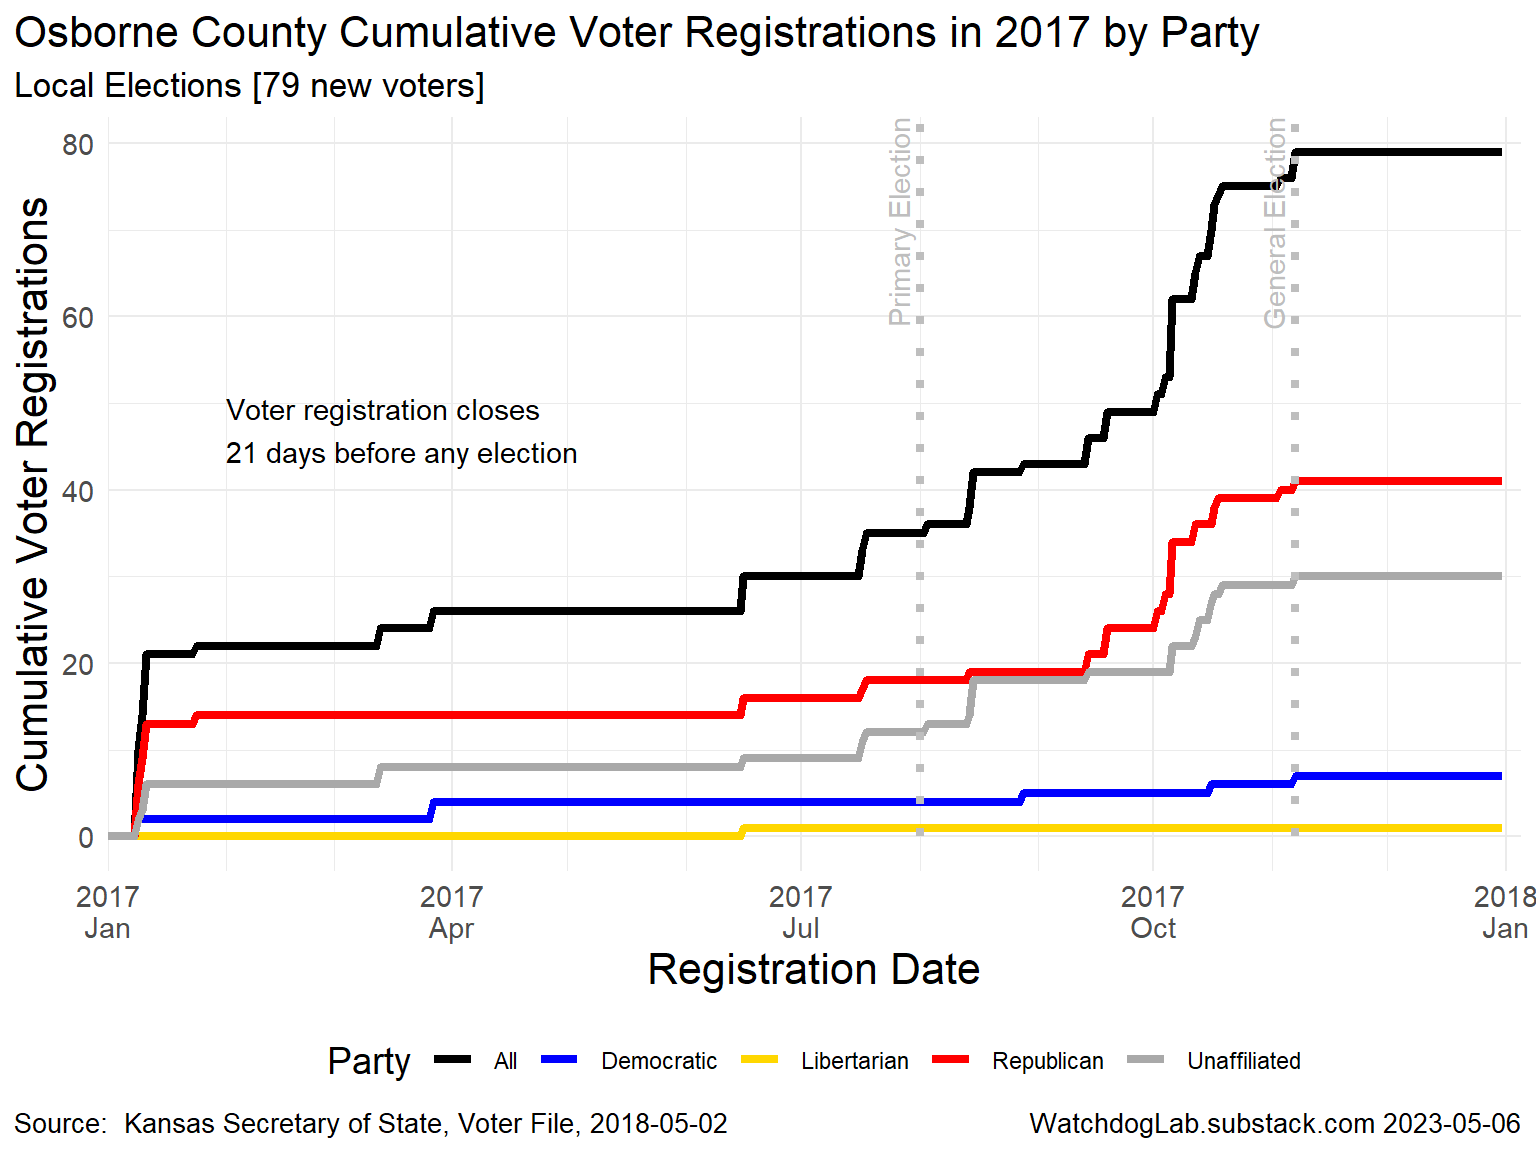 Osborne County Cumulative Voter Registrations in 2017 by Party
Local Elections [79 new voters]
Cumulative Voter Registrations
80
60
40
20
0
Primary Election
General Election
Voter registration closes
21 days before any election
2017 2017 2017 2017 2018
Jan Apr Jul Oct Jan
Registration Date
Party All Democratic Libertarian Republican Unaffiliated
Source:  Kansas Secretary of State, Voter File, 2018-05-02
WatchdogLab.substack.com 2023-05-06